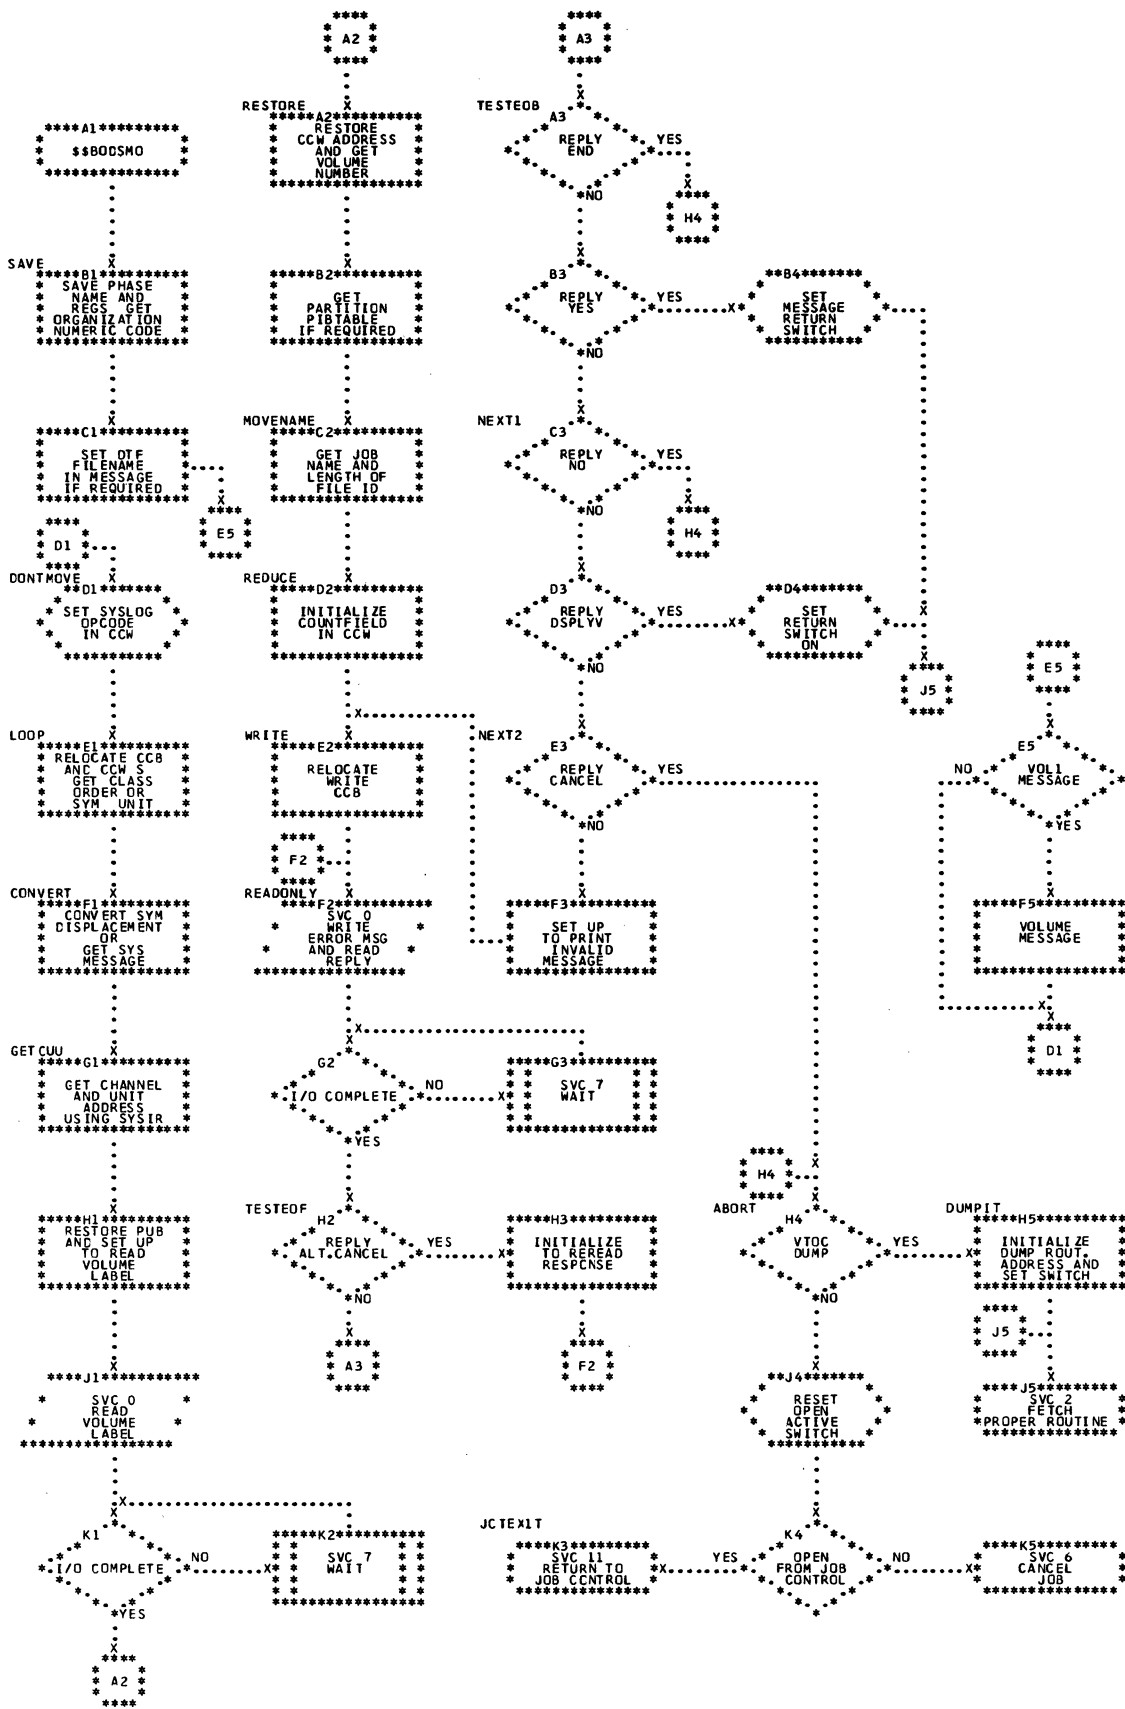 A2
A3
RESTORE
TESTEOB
A1
$$BODSMO
A2
RESTORE
CCW ADDRESS
AND GET
VOLUME
NUMBER
A3
REPLY
END
YES
NO
H4
SAVE
B1
SAVE PHASE
NAME AND
REGS GET
ORGANIZATION
NUMERIC CODE
B2
GET
PARTITION
PIBTABLE
IF REQUIRED
B3
REPLY
YES
YES
NO
B4
SET
MESSAGE
RETURN
SWITCH
MOVENAME
NEXT1
C1
SET DTF
FILENAME
IN MESSAGE
IF REQUIRED
E5
C2
GET JOB
NAME AND
LENGTH OF
FILE ID
C3
REPLY
NO
YES
NO
H4
D1
DONTMOVE
REDUCE
D1
SET SYSLOG
OPCODE
IN CCW
D2
INITIALIZE
COUNTFIELD
IN CCW
D3
REPLY
DSPLYV
YES
NO
D4
SET
RETURN
SWITCH
ON
J5
E5
LOOP
WRITE
NEXT2
E1
RELOCATE CCB
AND CCW S
GET CLASS
ORDER OR
SYM UNIT
E2
RELOCATE
WRITE
CCB
E3
REPLY
CANCEL
YES
NO
E5
VOL1
MESSAGE
NO
YES
F2
CONVERT
READONLY
F1
CONVERT SYM
DISPLACEMENT
OR
GET SYS
MESSAGE
F2
SVC 0
WRITE
ERROR MSG
AND READ
REPLY
F3
SET UP
TO PRINT
INVALID
MESSAGE
F5
VOLUME
MESSAGE
D1
GETCUU
G1
GET CHANNEL
AND UNIT
ADDRESS
USING SYSIR
G2
I/O COMPLETE
NO
YES
G3
SVC 7
WAIT
H4
TESTEOF
ABORT
DUMPIT
H1
RESTORE PUB
AND SET UP
TO READ
VOLUME
LABEL
H2
REPLY
ALT.CANCEL
YES
NO
H3
INITIALIZE
TO REREAD
RESPCNSE
H4
VTOC
DUMP
YES
NO
H5
INITIALIZE
DUMP ROUT.
ADDRESS AND
SET SWITCH
A3
F2
J5
J1
SVC 0
READ
VOLUME
LABEL
J4
RESET
OPEN
ACTIVE
SWITCH
J5
SVC 2
FETCH
PROPER ROUTINE
JCTEX1T
K1
I/O COMPLETE
NO
YES
K2
SVC 7
WAIT
K3
SVC 11
RETURN TO
JOB CCNTROL
YES
K4
OPEN
FROM JOB
CONTROL
NO
K5
SVC 6
CANCEL
JOB
A2